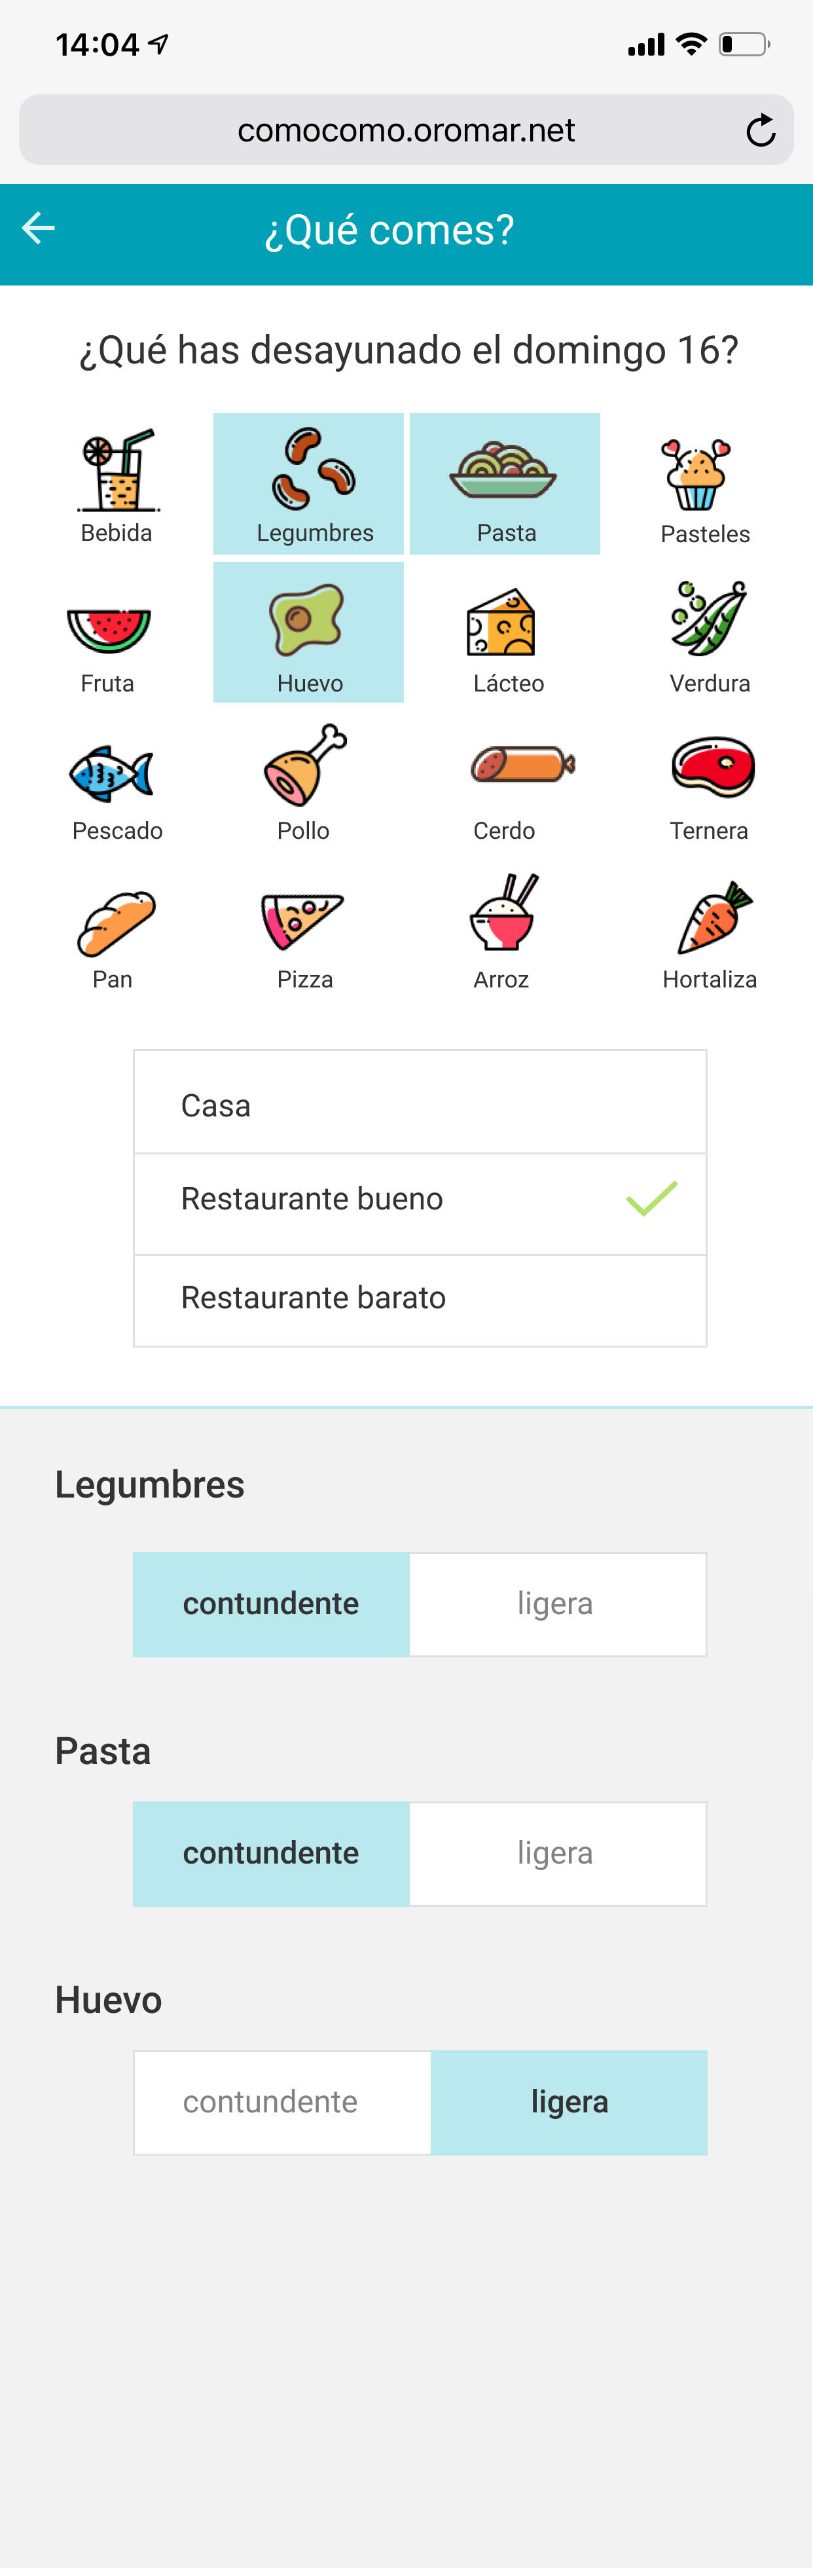 14:04
comocomo.oromar.net
¿Qué comes?
¿Qué has desayunado el domingo 16?
Bebida
Legumbres
Pasta
Pasteles
Fruta
Huevo
Lácteo
Verdura
Pescado
Pollo
Cerdo
Ternera
Pan
Pizza
Arroz
Hortaliza
Casa
Restaurante bueno
Restaurante barato
Legumbres
contundente
ligera
Pasta
contundente
ligera
Huevo
contundente
ligera